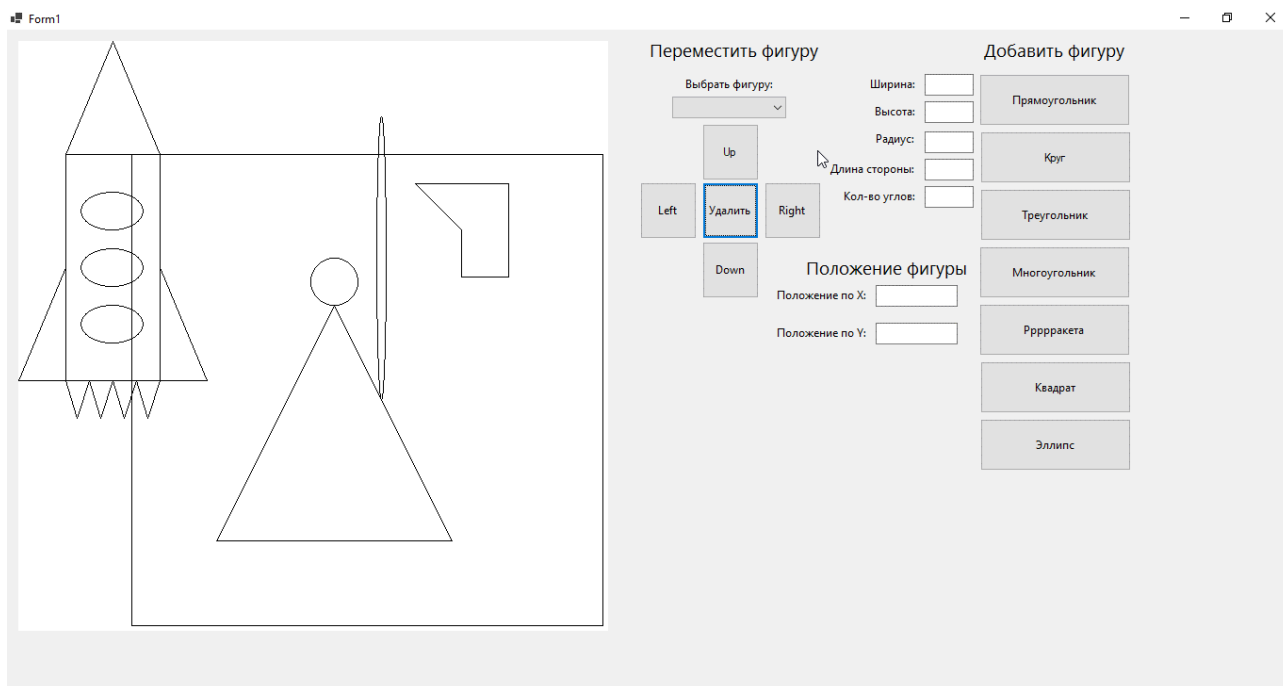 Form1
Переместить фигуру
Добавить фигуру
Выбрать фигуру:
Ширина:
Высота:
Радиус:
Длина стороны:
Кол-во углов:
Up
Left
Удалить
Right
Down
Положение фигуры
Положение по X:
Положение по Y:
Прямоугольник
Круг
Треугольник
Многоугольник
Рррррракета
Квадрат
Эллипс